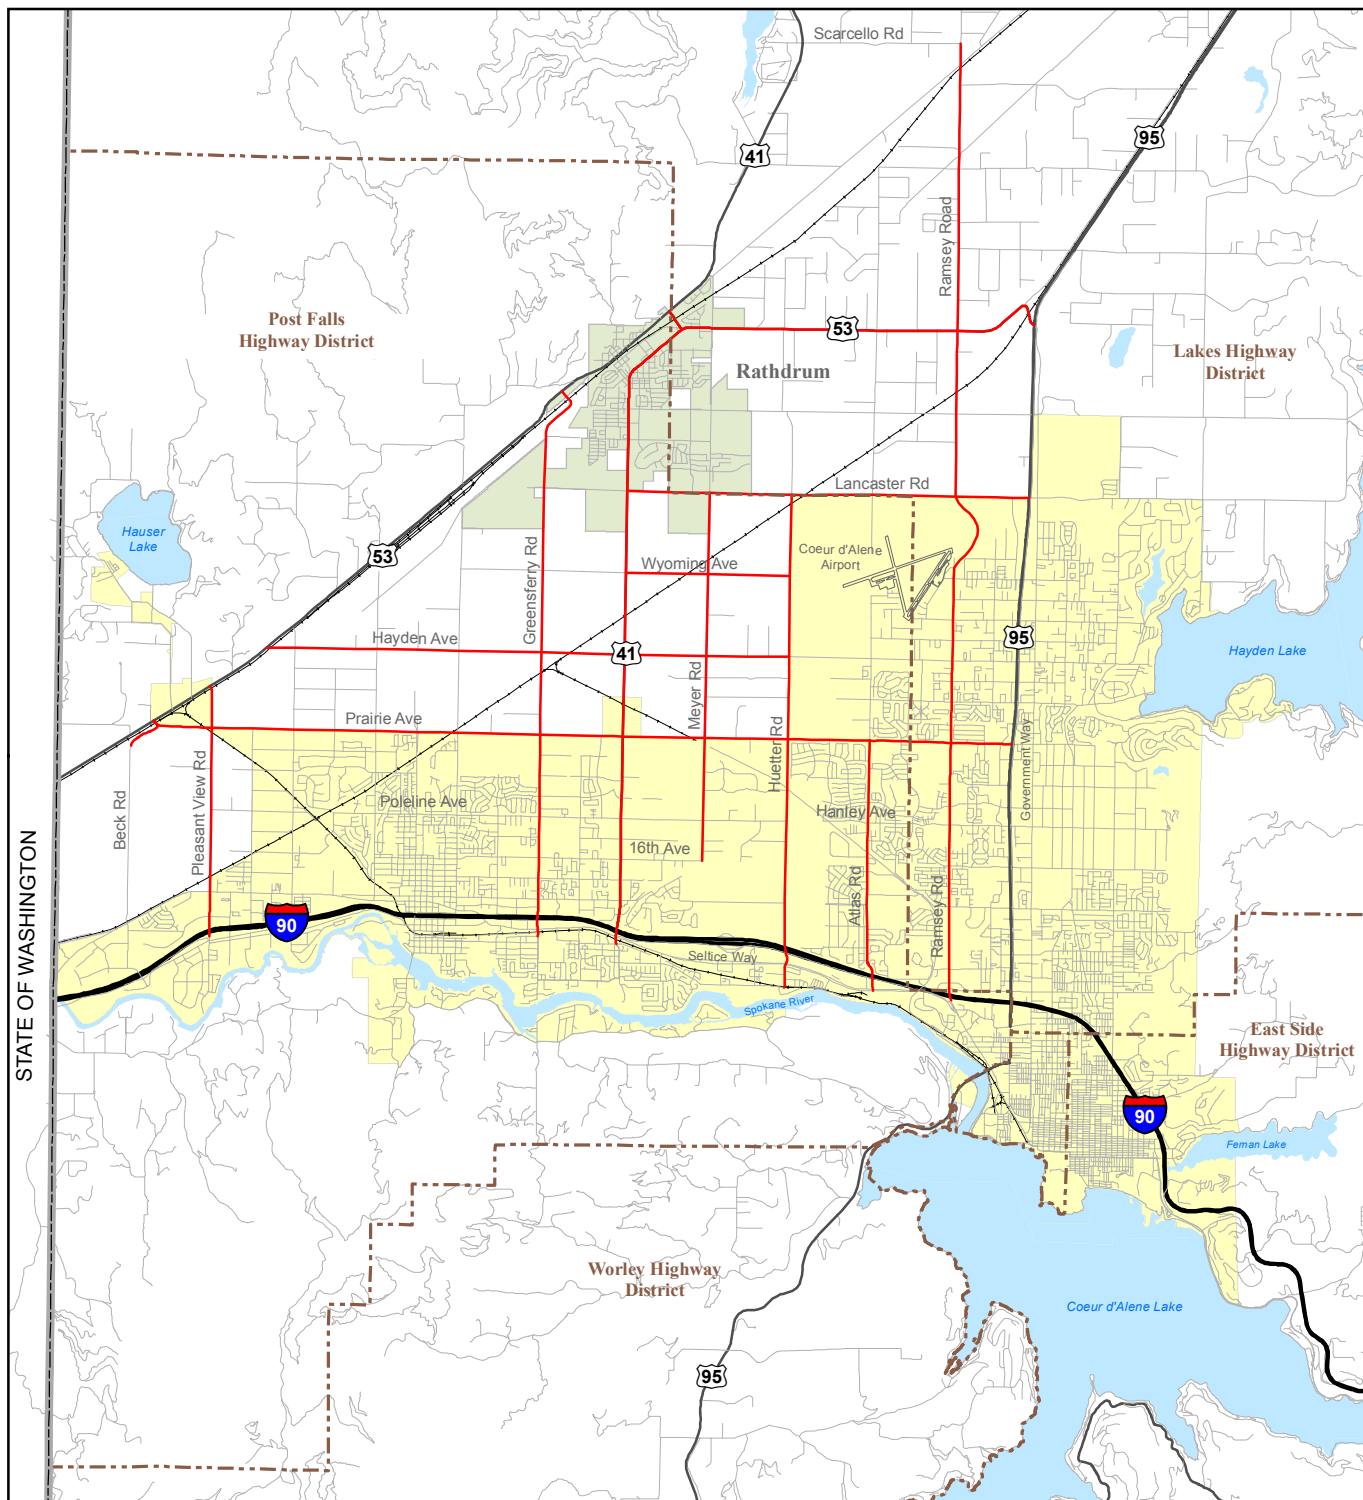 Scarcello Rd
41
95
Ramsey Road
Post Falls
Highway District
53
Lakes Highway
District
Rathdrum
Lancaster Rd
Hauser
Lake
53
Greensferry Rd
Coeur d'Alene
Airport
Wyoming Ave
Hayden Ave
41
95
Hayden Lake
Meyer Rd
Prairie Ave
Huetter Rd
Government Way
Beck Rd
Pleasant View Rd
Poleline Ave
Hanley Ave
16th Ave
STATE OF WASHINGTON
Atlas Rd
Ramsey Rd
90
Seltice Way
Spokane River
East Side
Highway District
90
Fernan Lake
Worley Highway
District
Coeur d'Alene Lake
95